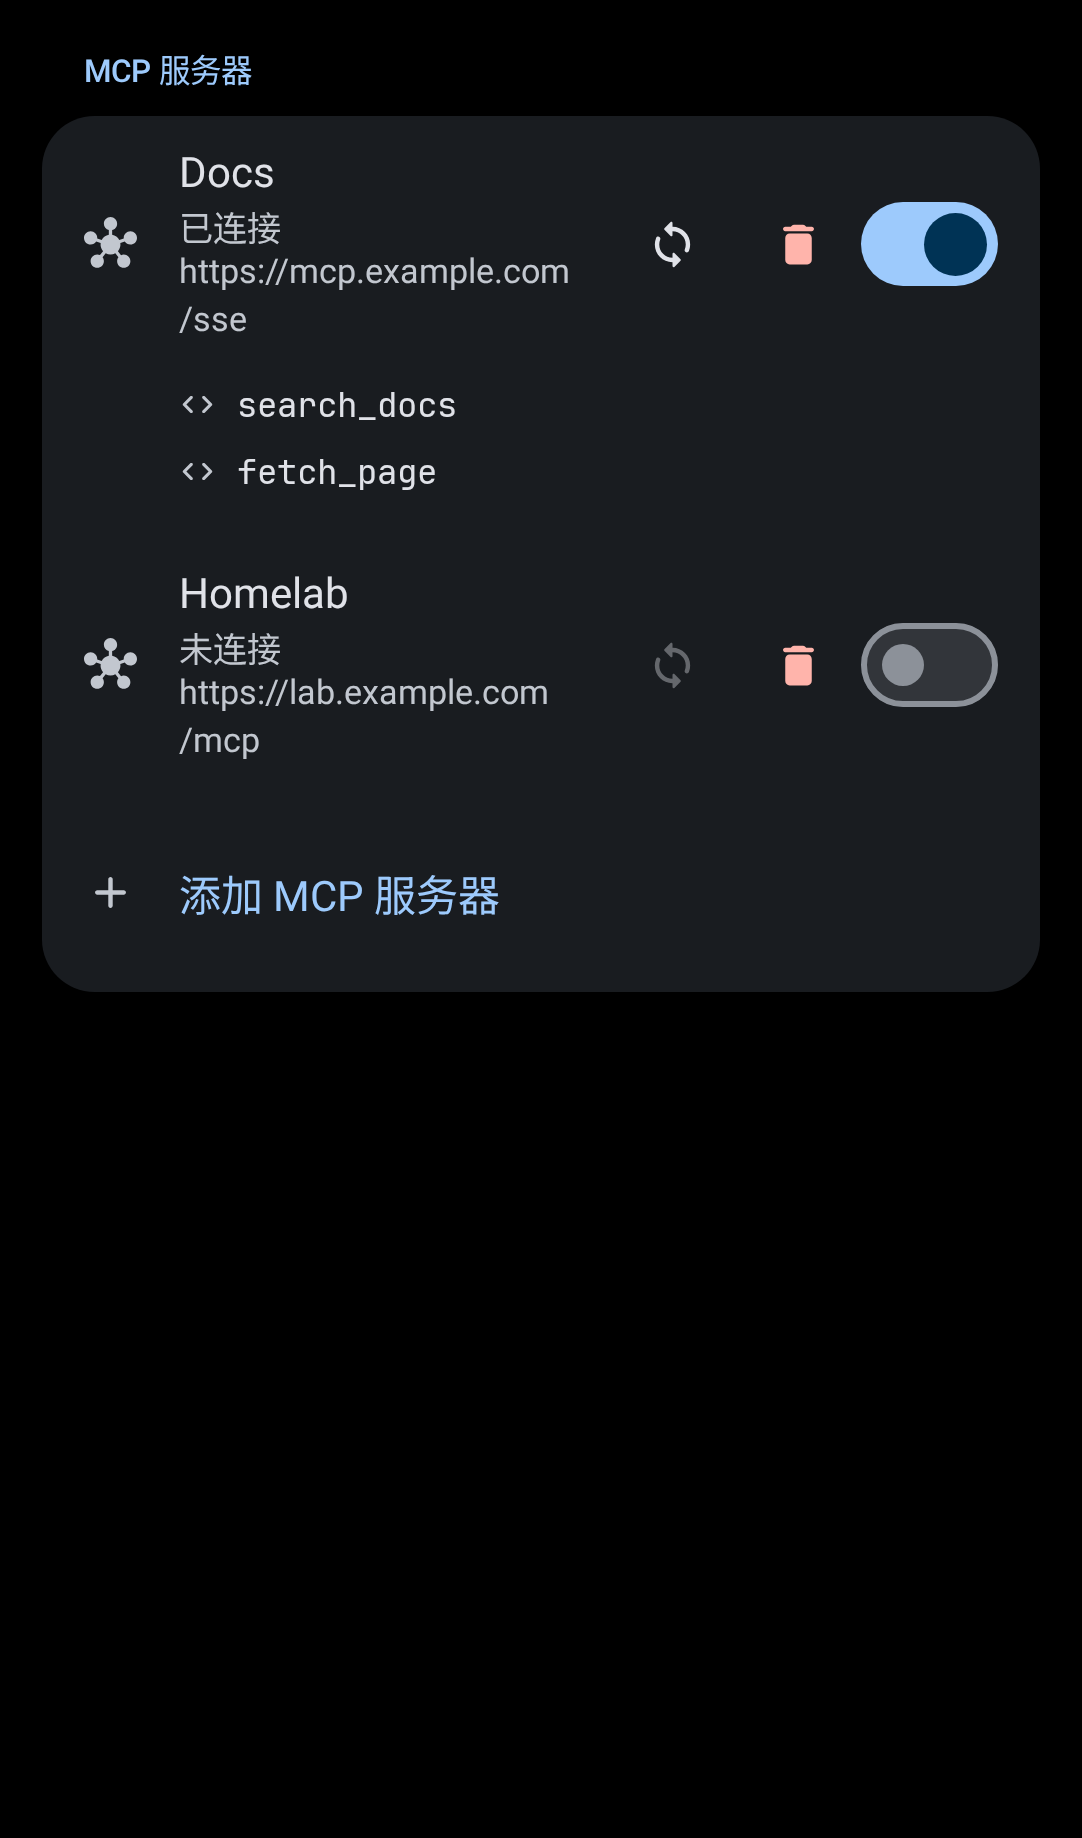 MCP 服务器
Docs
已连接
https://mcp.example.com
/sse
search_docs
fetch_page
Homelab
未连接
https://lab.example.com
/mcp
添加 MCP 服务器